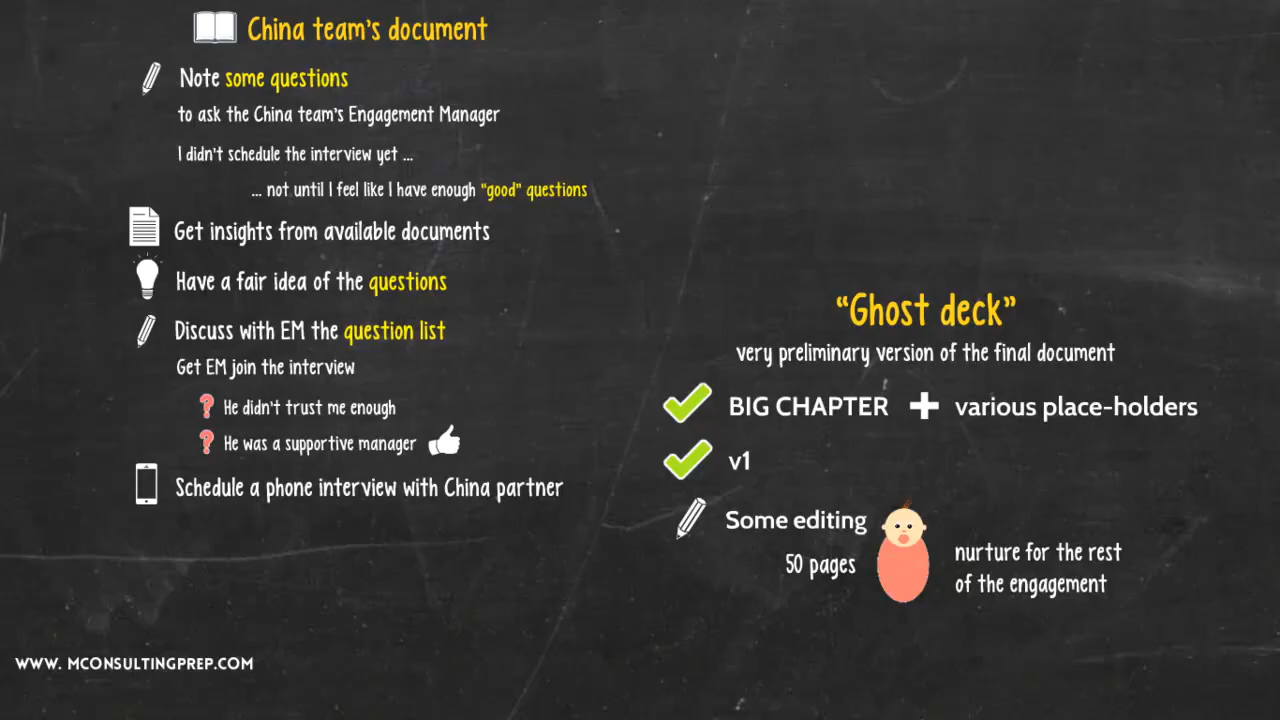 China team's document
Note some questions
to ask the China team's Engagement Manager
I didn't schedule the interview yet ...
... not until I feel like I have enough "good" questions
Get insights from available documents
Have a fair idea of the questions
Discuss with EM the question list
Get EM join the interview
? He didn't trust me enough
? He was a supportive manager
Schedule a phone interview with China partner
"Ghost deck"
very preliminary version of the final document
BIG CHAPTER + various place-holders
v1
Some editing
50 pages
nurture for the rest
of the engagement
WWW. MCONSULTINGPREP.COM